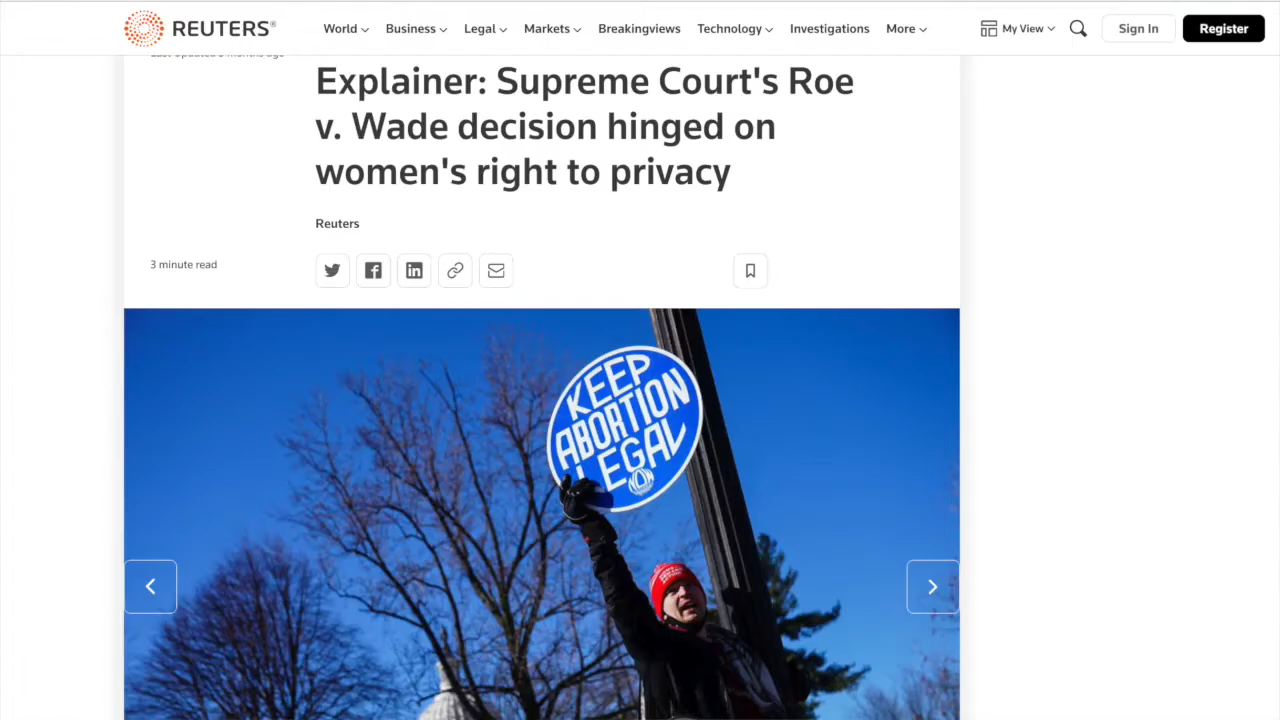 REUTERS®
World
Business
Legal
Markets
Breakingviews
Technology
Investigations
More
My View
Sign In
Register
Explainer: Supreme Court's Roe
v. Wade decision hinged on
women's right to privacy
Reuters
3 minute read
KEEP
ABORTION
LEGAL
NOW